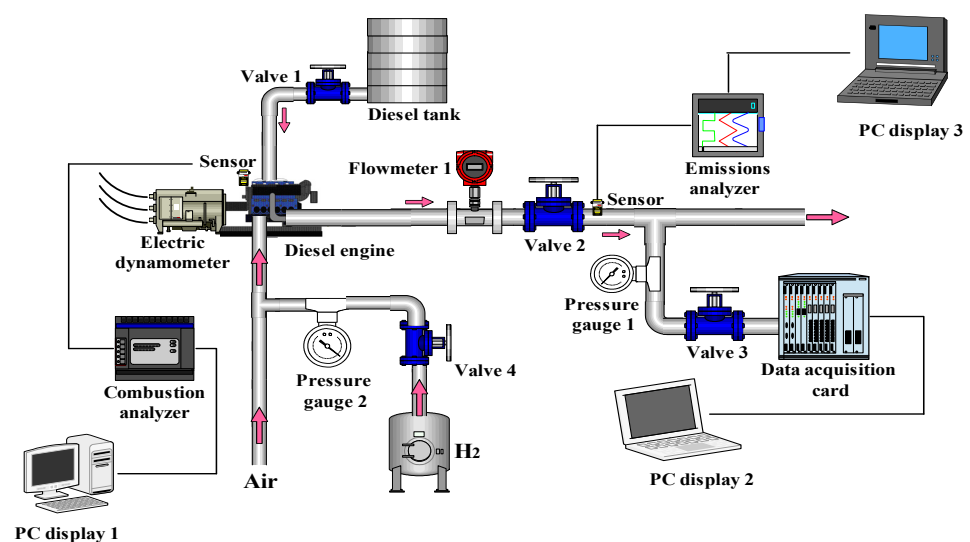 Valve 1
Diesel tank
PC display 3
Sensor
Flowmeter 1
Emissions
analyzer
Sensor
Electric
dynamometer
Diesel engine
Valve 2
Pressure
gauge 1
Valve 3
Data acquisition
card
Combustion
analyzer
Pressure
gauge 2
Valve 4
H2
Air
PC display 2
PC display 1